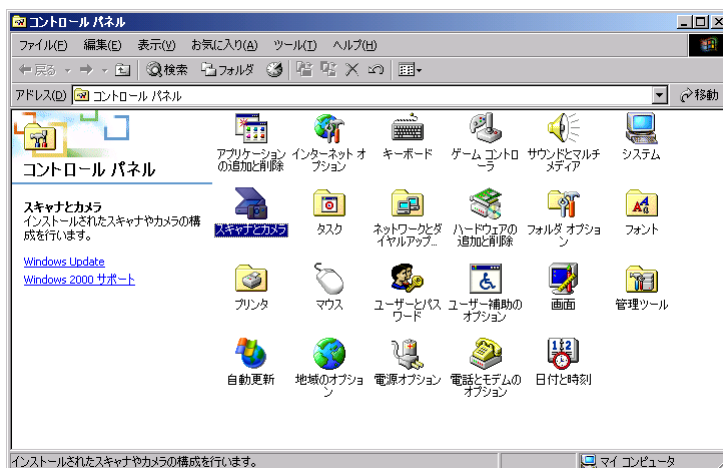 コントロール パネル
ファイル(F) 編集(E) 表示(V) お気に入り(A) ツール(T) ヘルプ(H)
戻る 検索 フォルダ
アドレス(D) コントロール パネル 移動
コントロール パネル
スキャナとカメラ
インストールされたスキャナやカメラの構
成を行います。
Windows Update
Windows 2000 サポート
アプリケーション
の追加と削除
インターネット オ
プション
キーボード
ゲーム コントロ
ーラ
サウンドとマルチ
メディア
システム
スキャナとカメラ
タスク
ネットワークとダ
イヤルアップ...
ハードウェアの
追加と削除
フォルダ オプショ
ン
フォント
プリンタ
マウス
ユーザーとパス
ワード
ユーザー補助の
オプション
画面
管理ツール
自動更新
地域のオプショ
ン
電源オプション
電話とモデムの
オプション
日付と時刻
インストールされたスキャナやカメラの構成を行います。
マイ コンピュータ